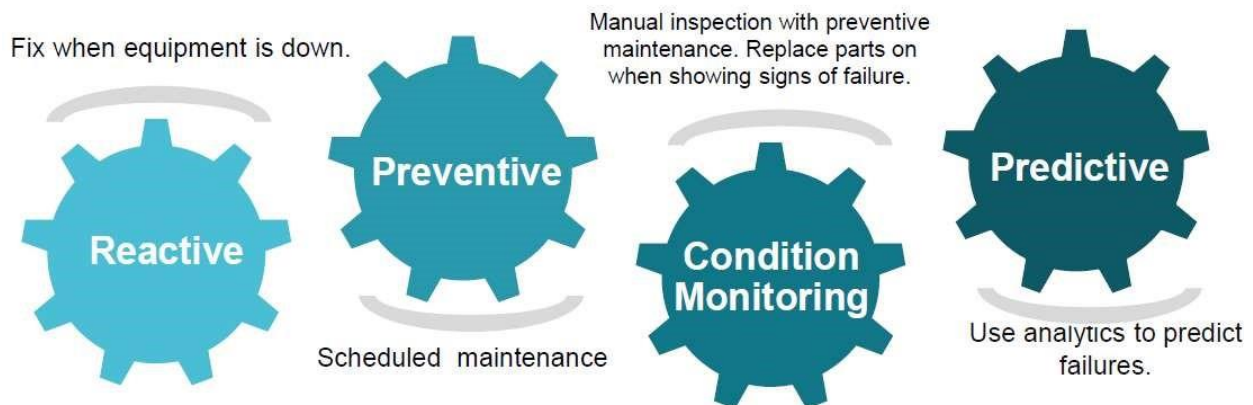 Fix when equipment is down.
Reactive
Preventive
Scheduled maintenance
Manual inspection with preventive
maintenance. Replace parts on
when showing signs of failure.
Condition
Monitoring
Predictive
Use analytics to predict
failures.